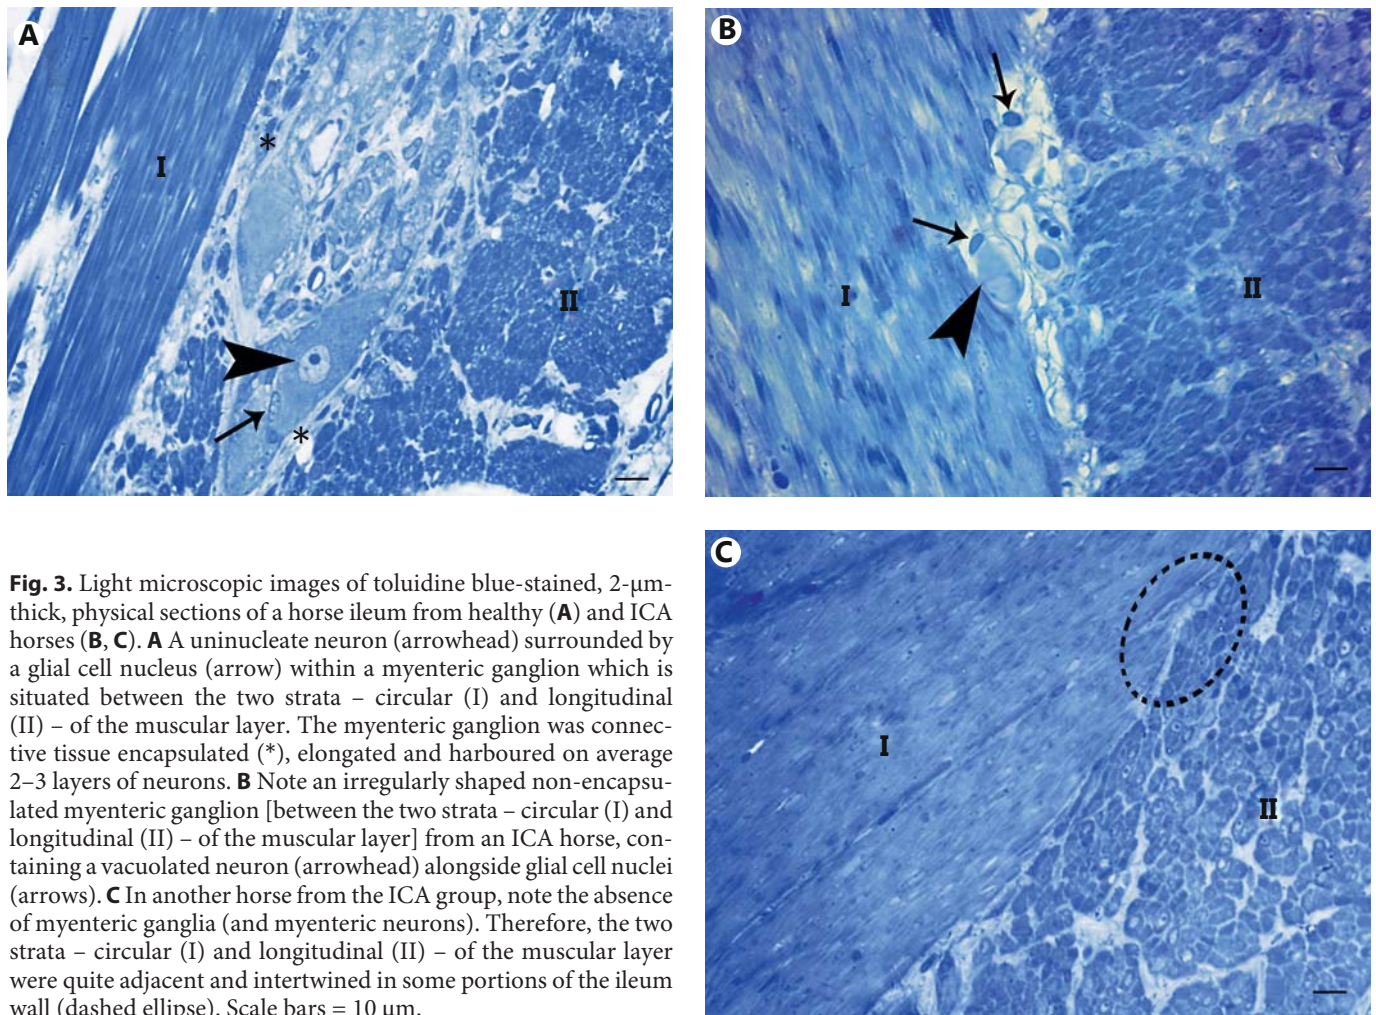 A
I
*
II
*
B
I
II
C
I
II
Fig. 3. Light microscopic images of toluidine blue-stained, 2-μm-
thick, physical sections of a horse ileum from healthy (A) and ICA
horses (B, C). A A uninucleate neuron (arrowhead) surrounded by
a glial cell nucleus (arrow) within a myenteric ganglion which is
situated between the two strata – circular (I) and longitudinal
(II) – of the muscular layer. The myenteric ganglion was connec-
tive tissue encapsulated (*), elongated and harboured on average
2–3 layers of neurons. B Note an irregularly shaped non-encapsu-
lated myenteric ganglion [between the two strata – circular (I) and
longitudinal (II) – of the muscular layer] from an ICA horse, con-
taining a vacuolated neuron (arrowhead) alongside glial cell nuclei
(arrows). C In another horse from the ICA group, note the absence
of myenteric ganglia (and myenteric neurons). Therefore, the two
strata – circular (I) and longitudinal (II) – of the muscular layer
were quite adjacent and intertwined in some portions of the ileum
wall (dashed ellipse). Scale bars = 10 μm.